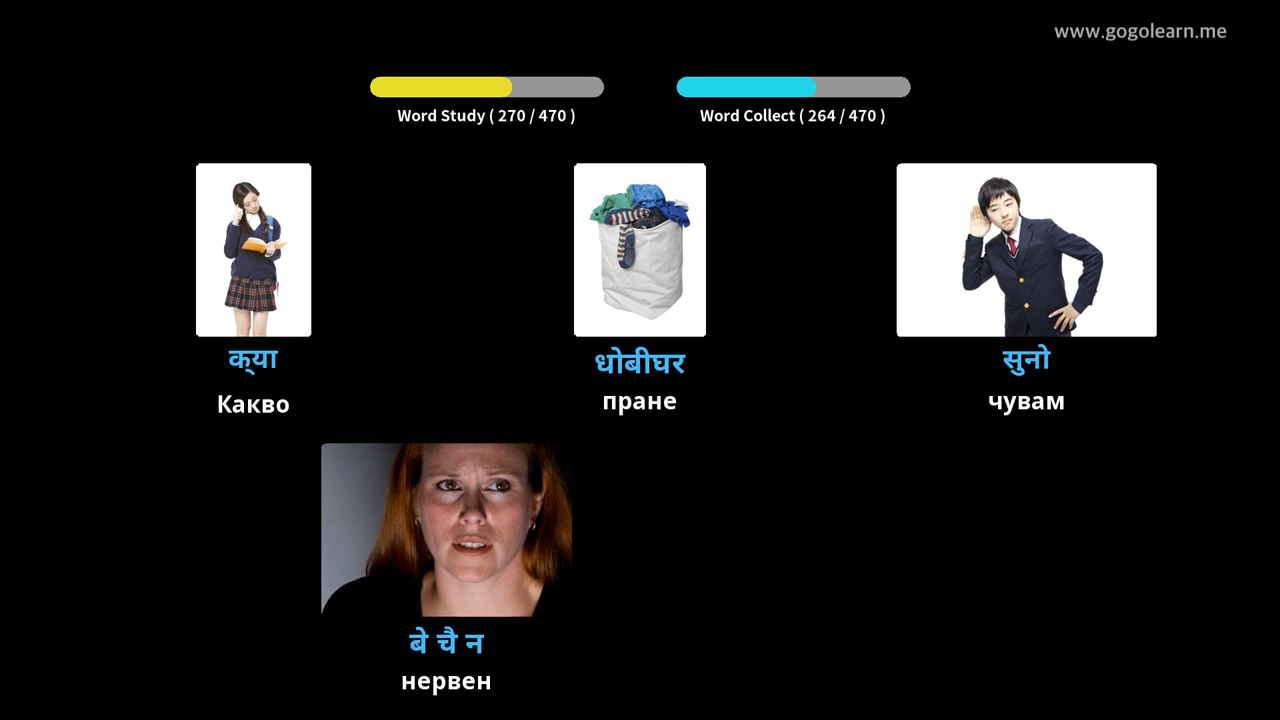 www.gogolearn.me
Word Study ( 270 / 470 )
Word Collect ( 264 / 470 )
क्या
Какво
धोबीघर
пране
सुनो
чувам
बे चै न
нервен